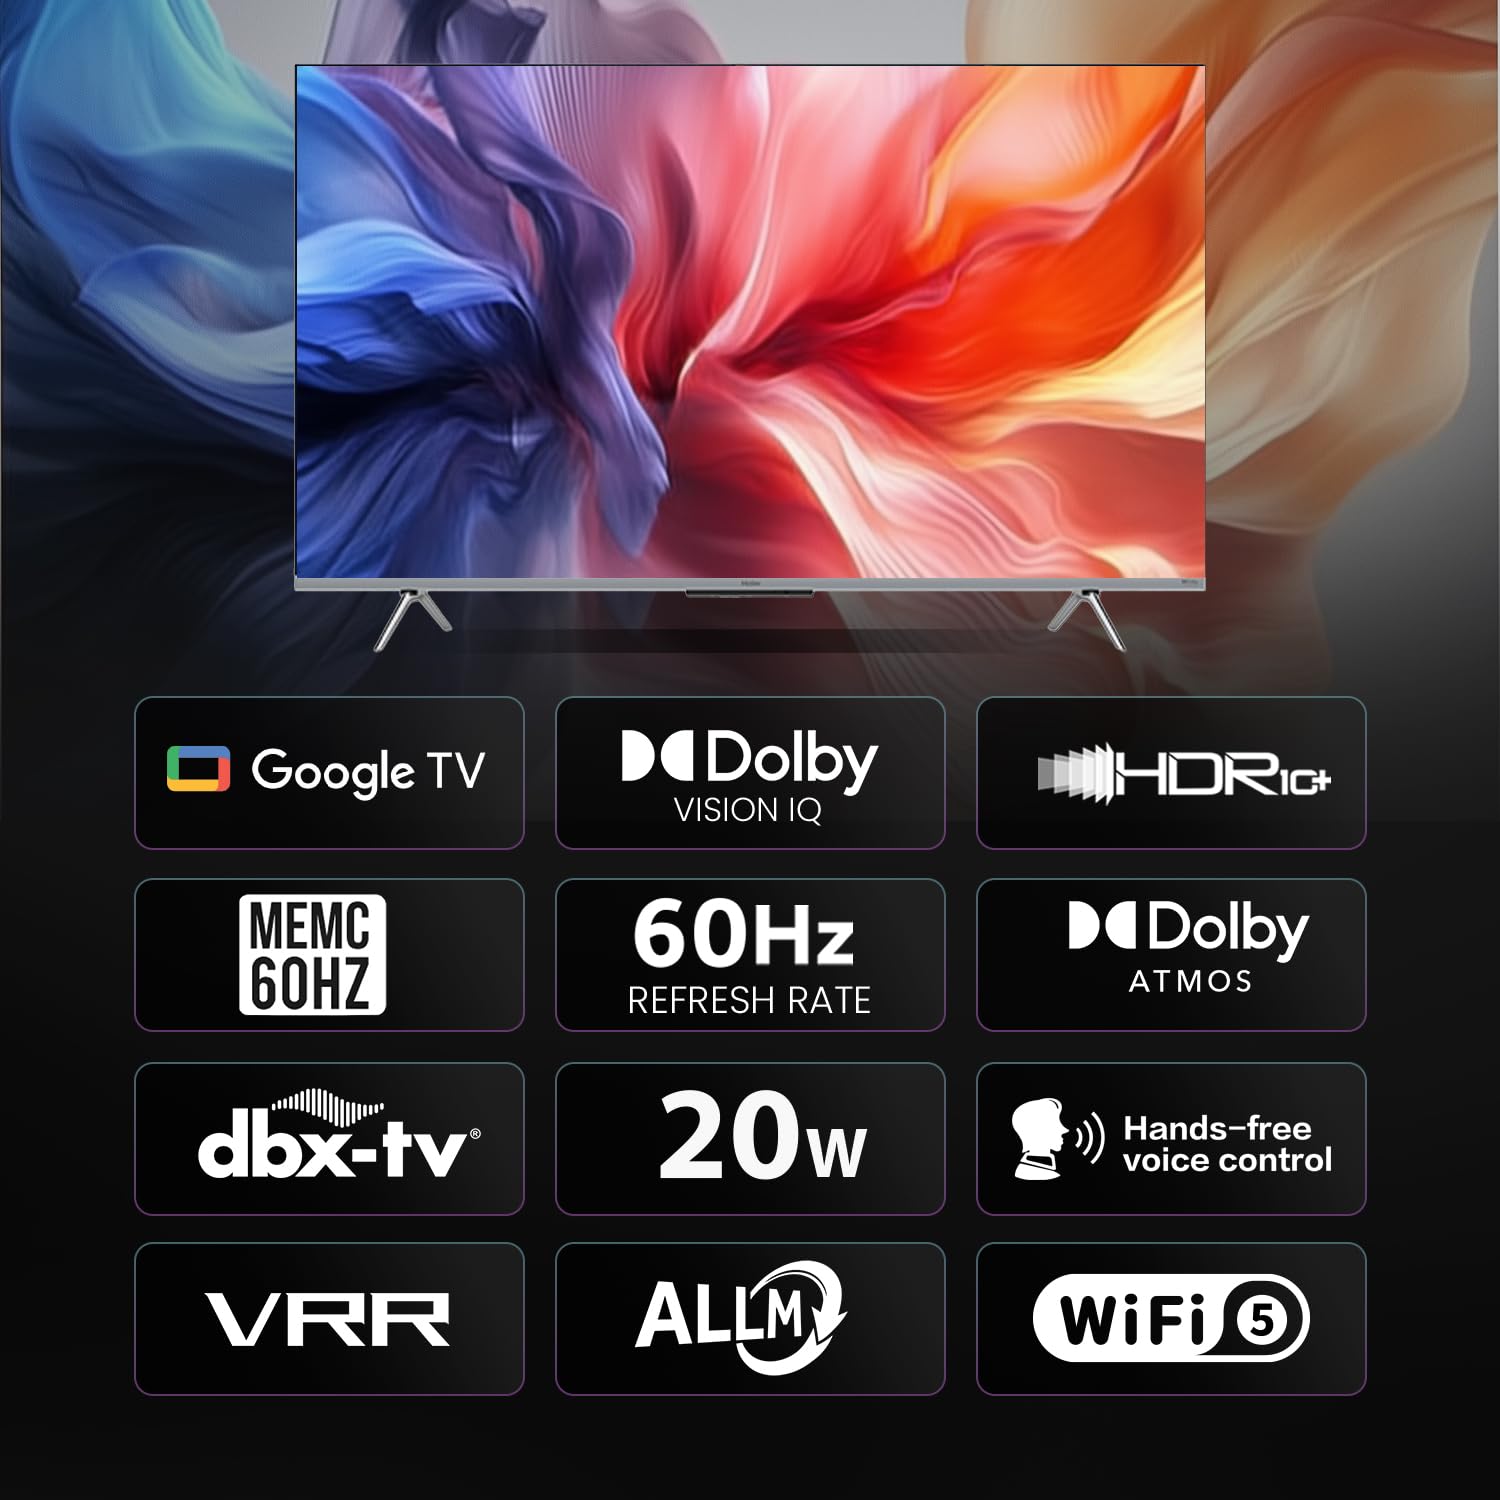 Haier
Google TV
Dolby
VISION IQ
HDR10+
MEMC
60HZ
60Hz
REFRESH RATE
Dolby
ATMOS
dbx-tv®
20W
Hands-free
voice control
VRR
ALLM
WiFi 5